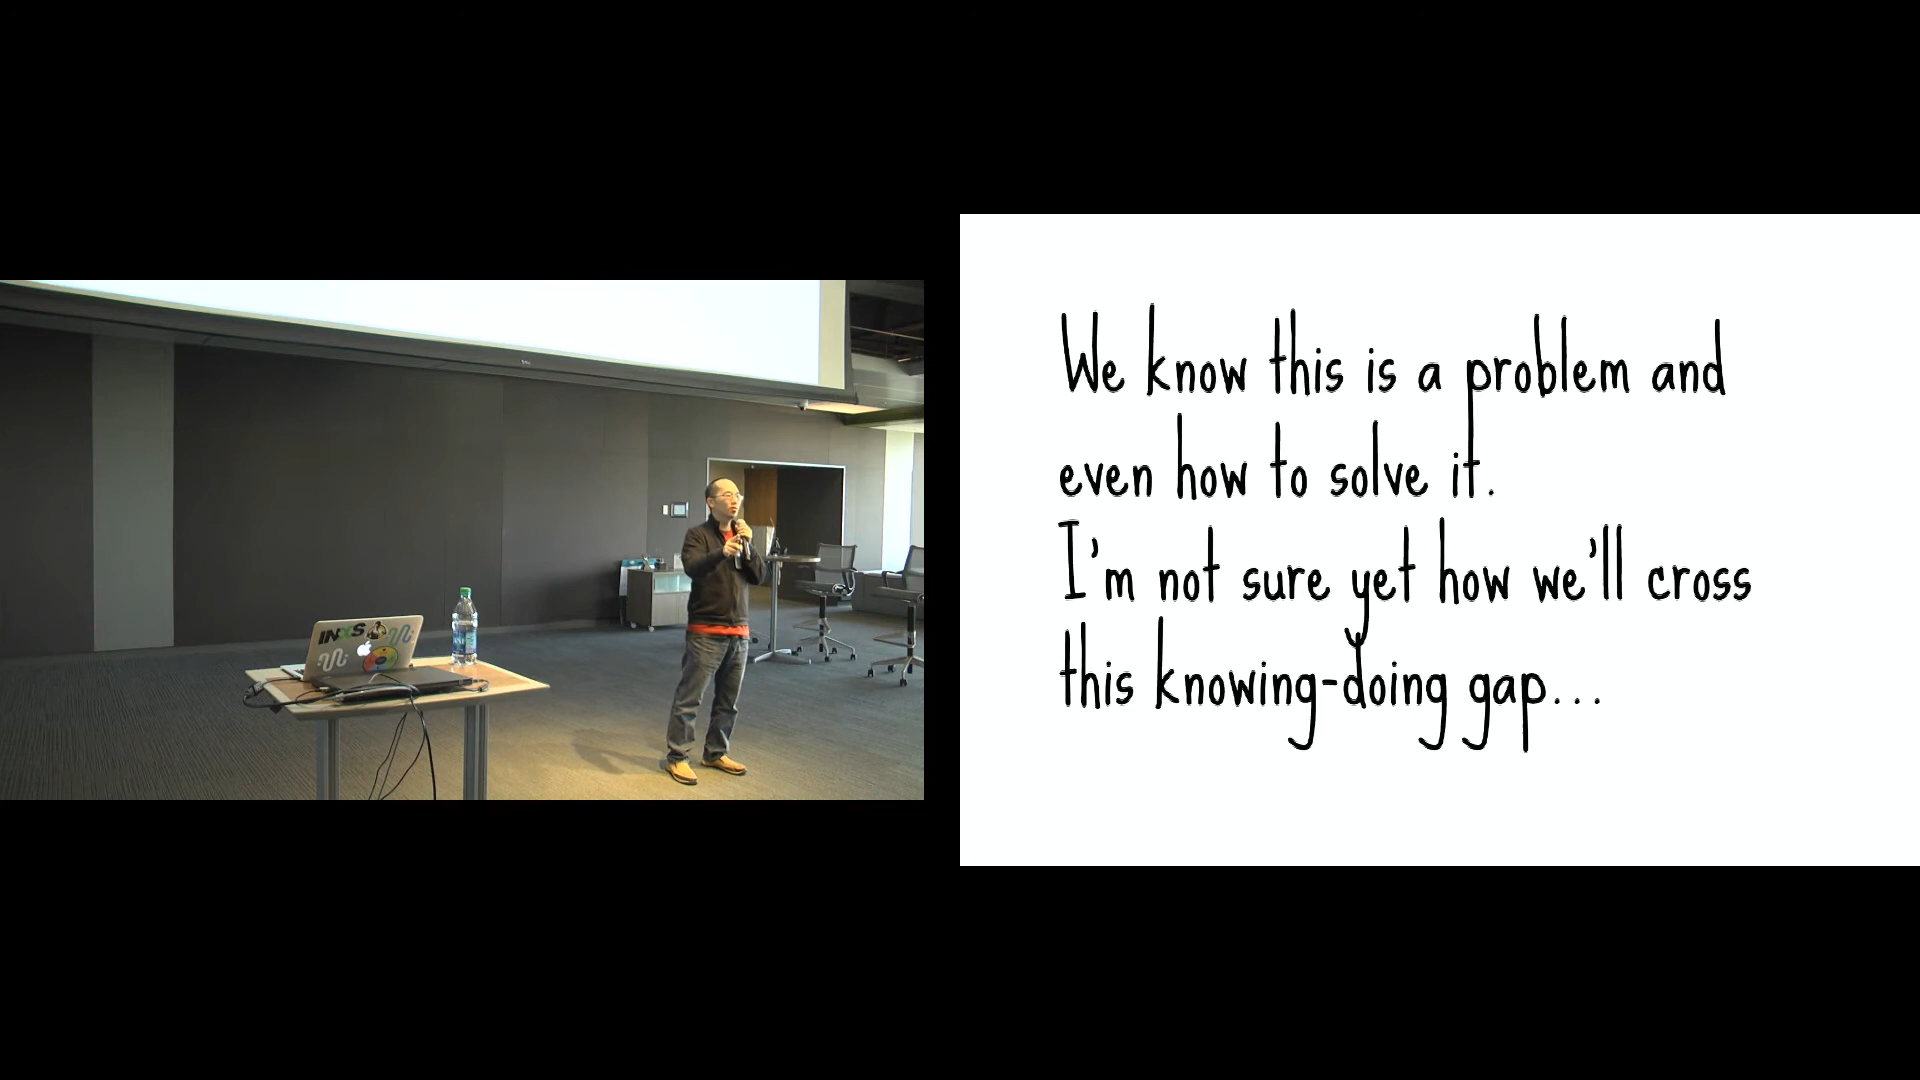 INXS
We know this is a problem and
even how to solve it.
I'm not sure yet how we'll cross
this knowing-doing gap...